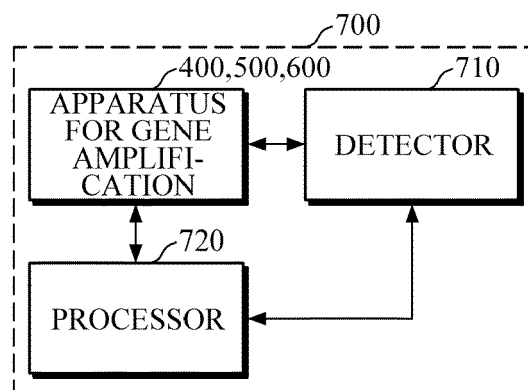 700
400,500,600
710
APPARATUS
FOR GENE
AMPLIFI-
CATION
DETECTOR
720
PROCESSOR